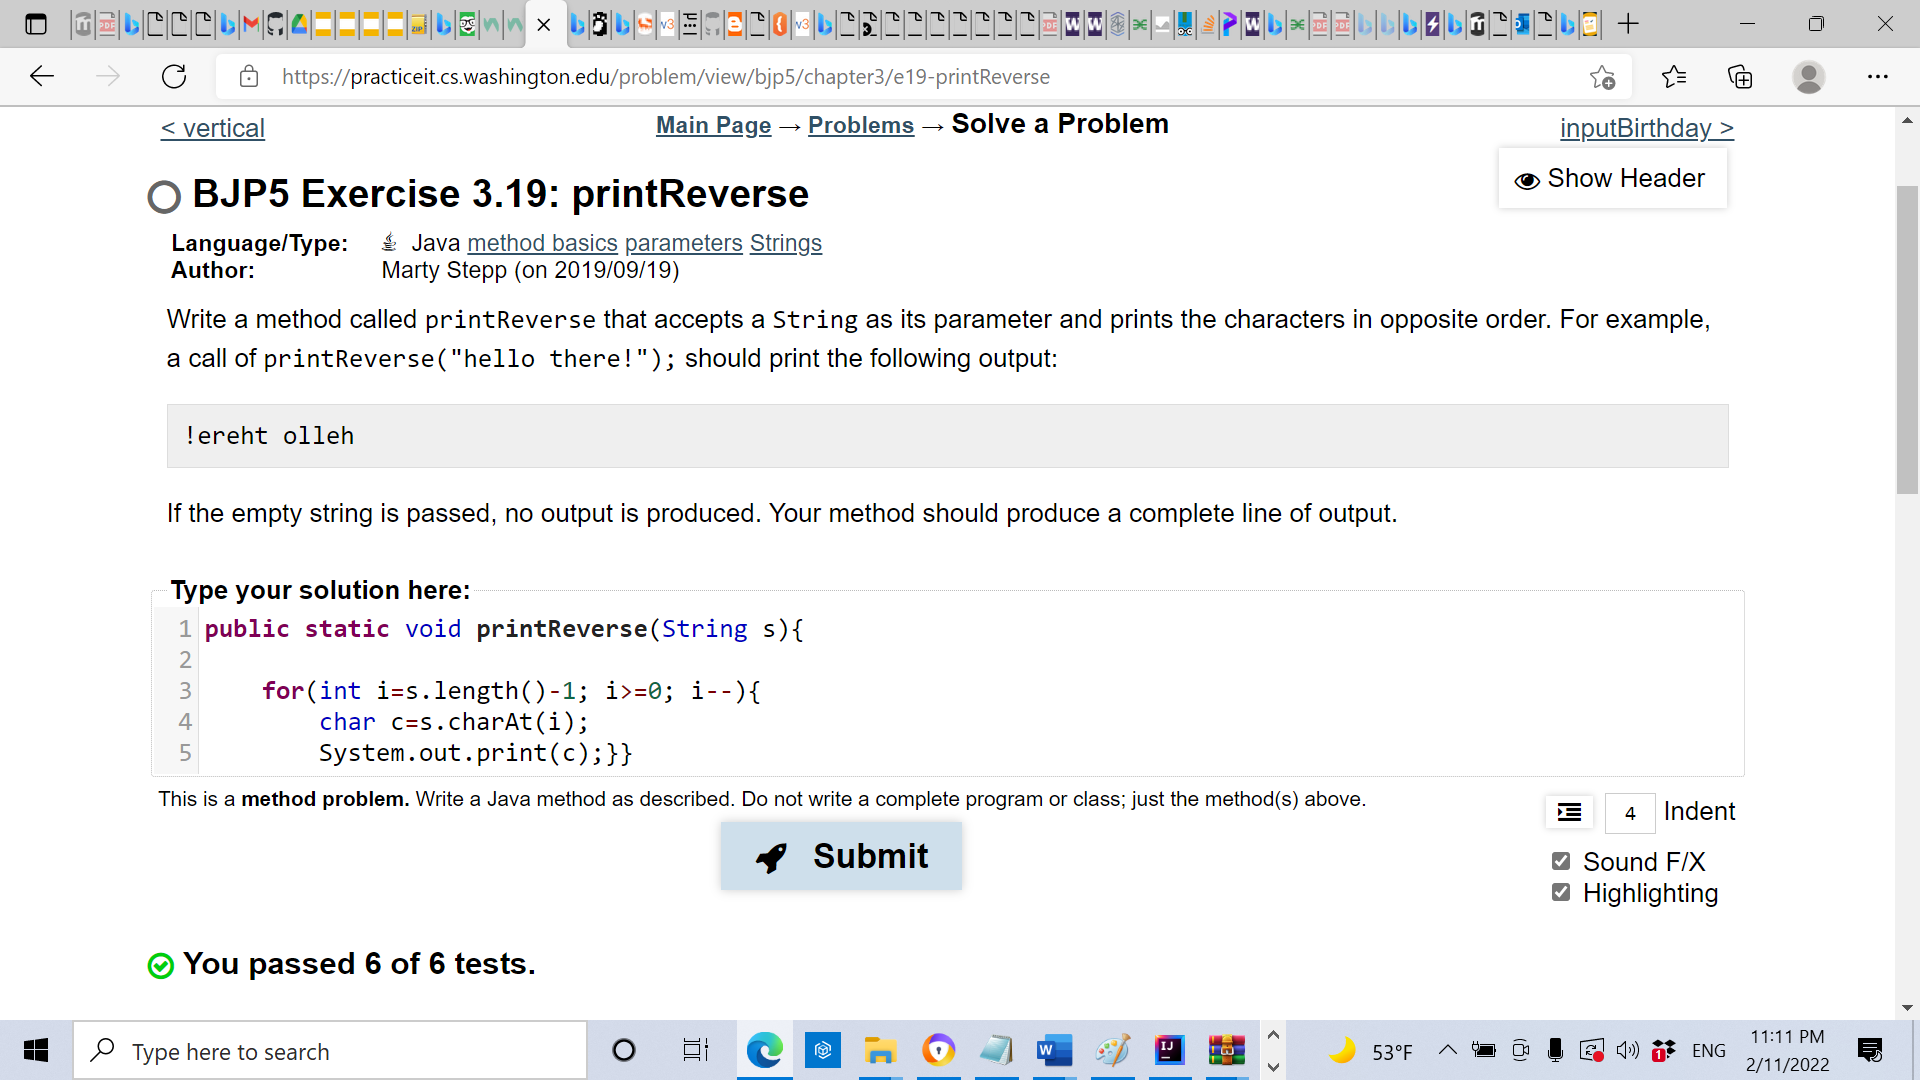 https://practiceit.cs.washington.edu/problem/view/bjp5/chapter3/e19-printReverse
< vertical
Main Page → Problems → Solve a Problem
inputBirthday >
Show Header
BJP5 Exercise 3.19: printReverse
Language/Type: Java method basics parameters Strings
Author: Marty Stepp (on 2019/09/19)
Write a method called printReverse that accepts a String as its parameter and prints the characters in opposite order. For example,
a call of printReverse("hello there!"); should print the following output:
!ereht olleh
If the empty string is passed, no output is produced. Your method should produce a complete line of output.
Type your solution here:
1 public static void printReverse(String s){
2
3     for(int i=s.length()-1; i>=0; i--){
4         char c=s.charAt(i);
5         System.out.print(c);}}
This is a method problem. Write a Java method as described. Do not write a complete program or class; just the method(s) above.
4 Indent
Submit
Sound F/X
Highlighting
You passed 6 of 6 tests.
Type here to search
53°F
ENG
11:11 PM
2/11/2022